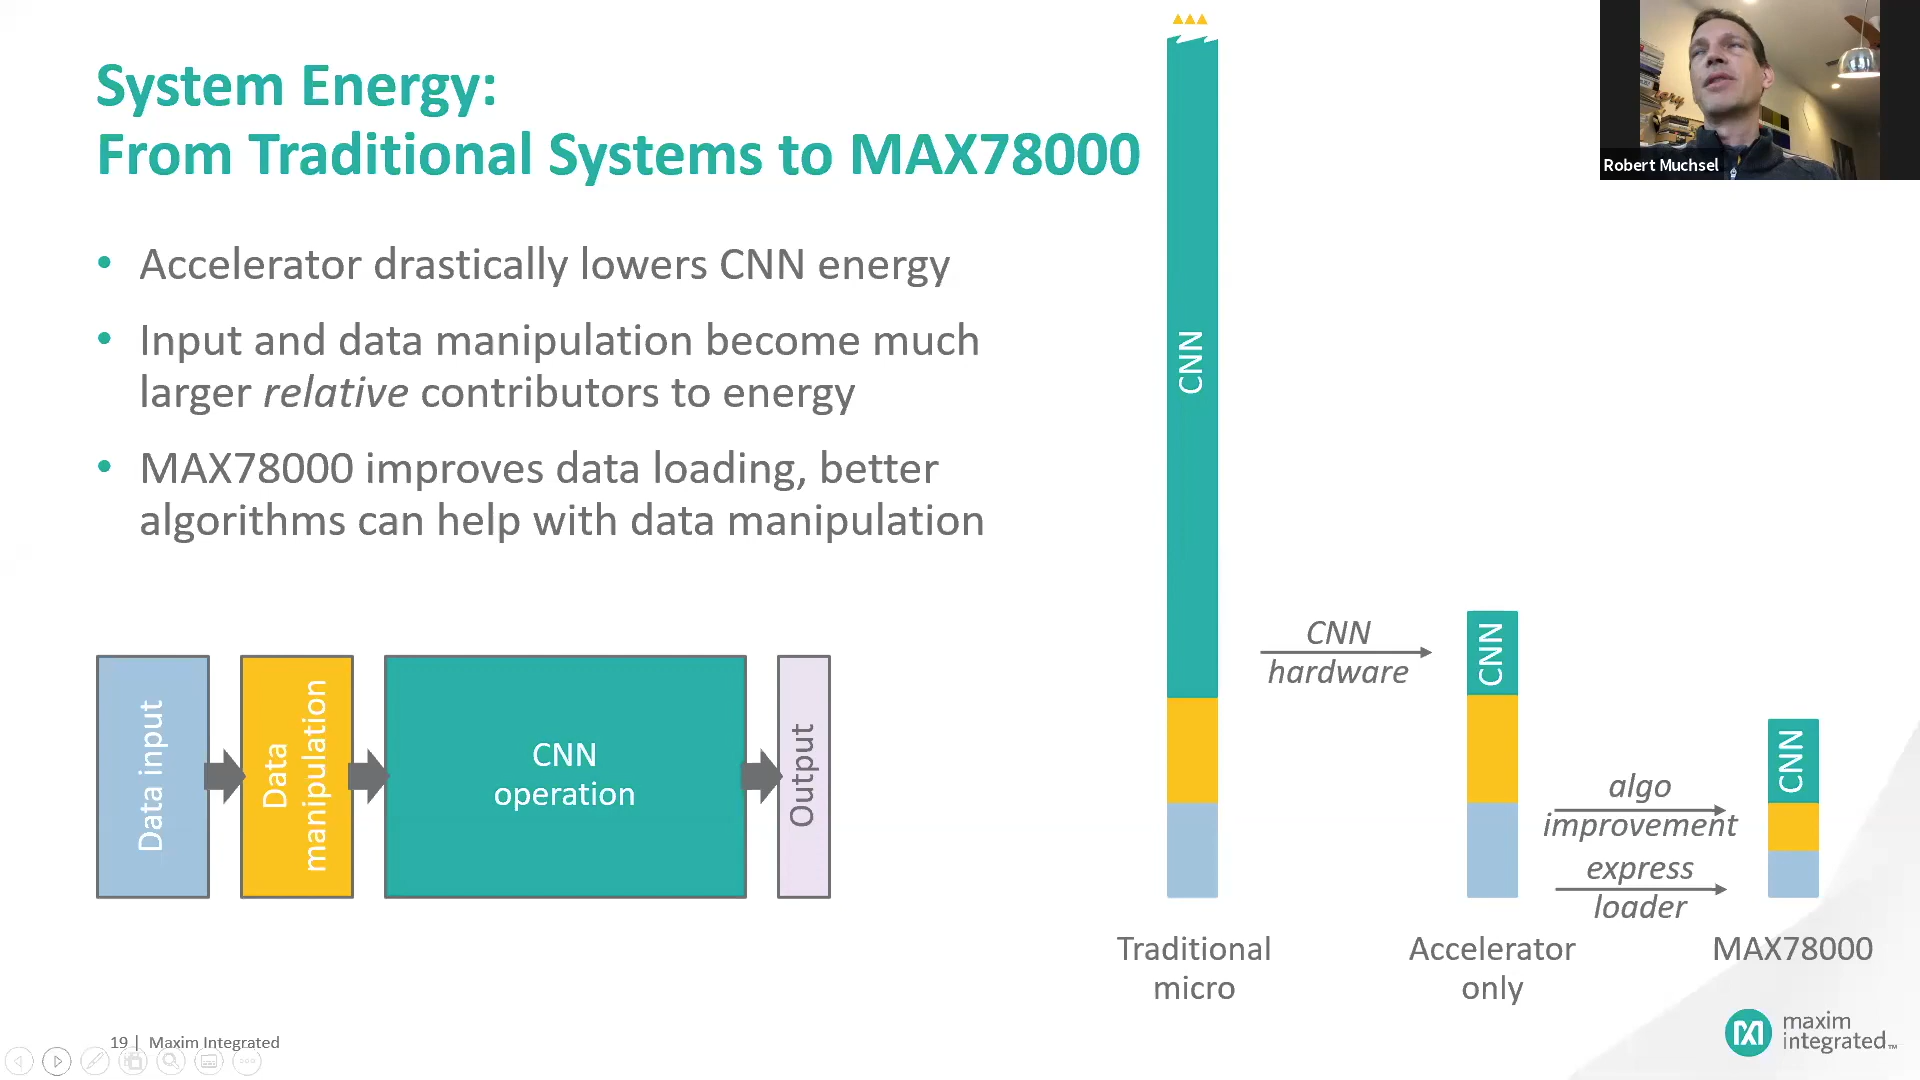 System Energy:
From Traditional Systems to MAX78000
• Accelerator drastically lowers CNN energy
• Input and data manipulation become much
larger relative contributors to energy
• MAX78000 improves data loading, better
algorithms can help with data manipulation
Data input
Data
manipulation
CNN
operation
Output
CNN
CNN
hardware
CNN
algo
improvement
express
loader
CNN
Traditional
micro
Accelerator
only
MAX78000
Robert Muchsel
19 | Maxim Integrated
maxim
integrated™